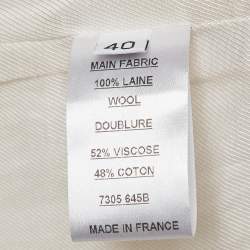 40
MAIN FABRIC
100% LAINE
WOOL
DOUBLURE
52% VISCOSE
48% COTON
7305 645B
MADE IN FRANCE